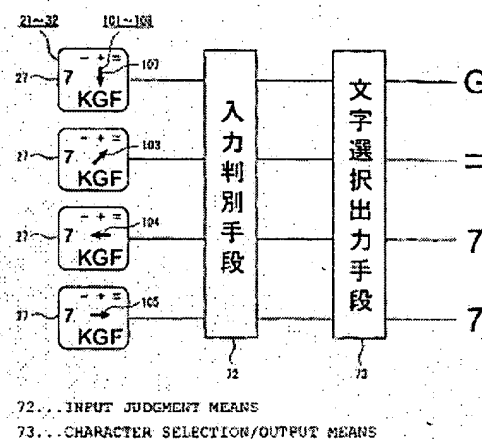 21~32 101~108
- + =
27 7 107 G
KGF
- + =
27 7 103 =
KGF
- + =
27 7 104 7
KGF
- + =
27 7 105 7
KGF
入力判別手段
文字選択出力手段
72 73
72...INPUT JUDGMENT MEANS
73...CHARACTER SELECTION/OUTPUT MEANS